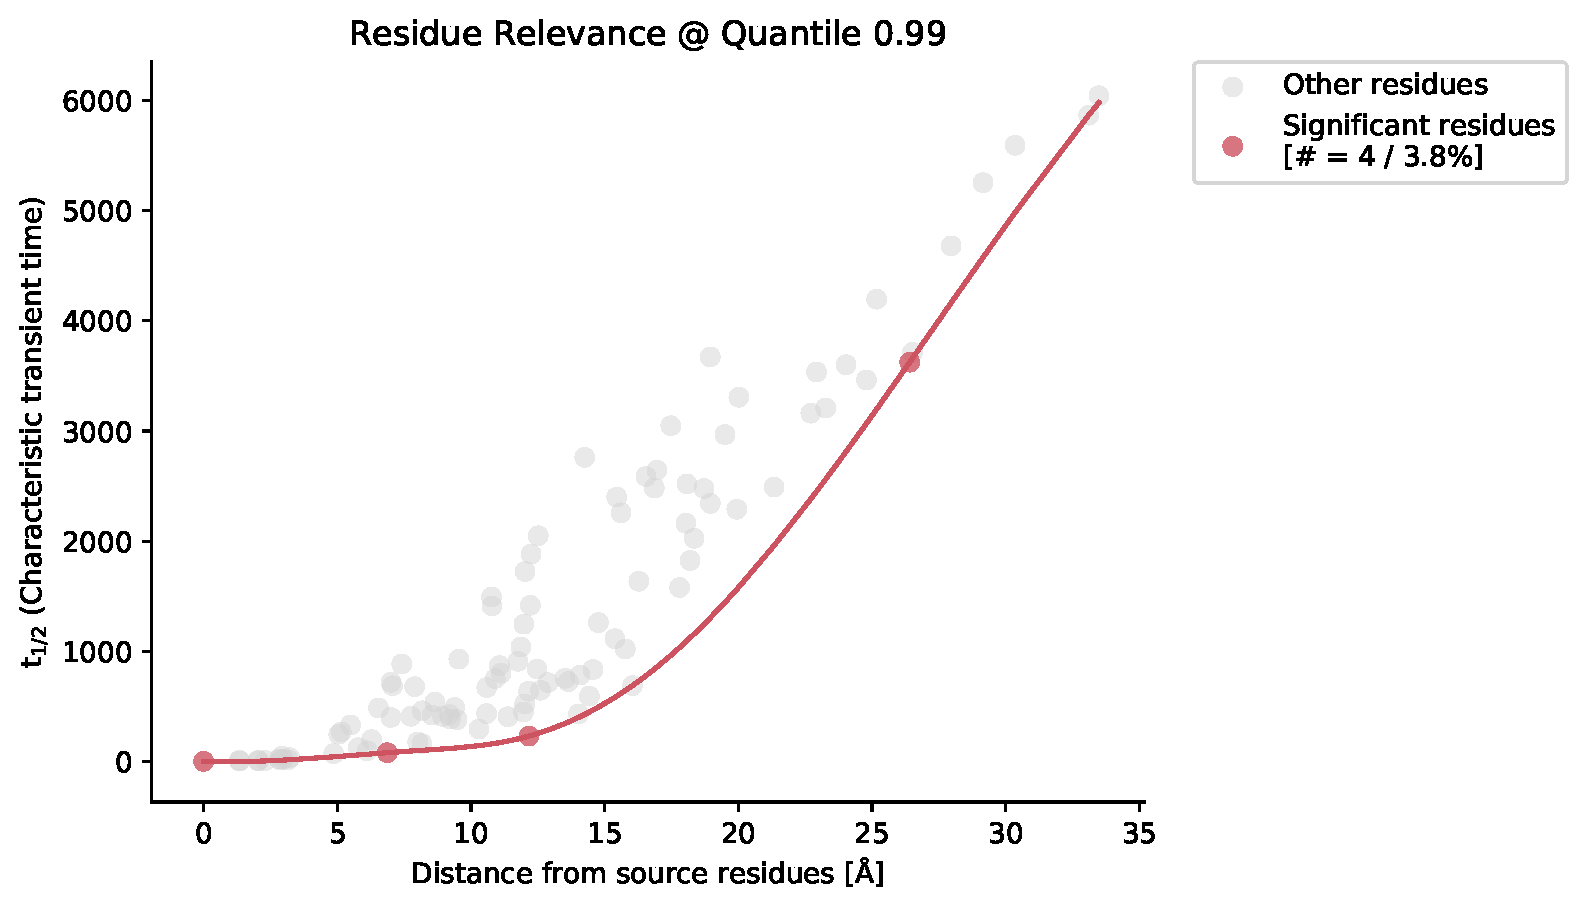 Residue Relevance @ Quantile 0.99
Other residues
Significant residues
[# = 4 / 3.8%]
t1/2 (Characteristic transient time)
6000
5000
4000
3000
2000
1000
0
0 5 10 15 20 25 30 35
Distance from source residues [Å]